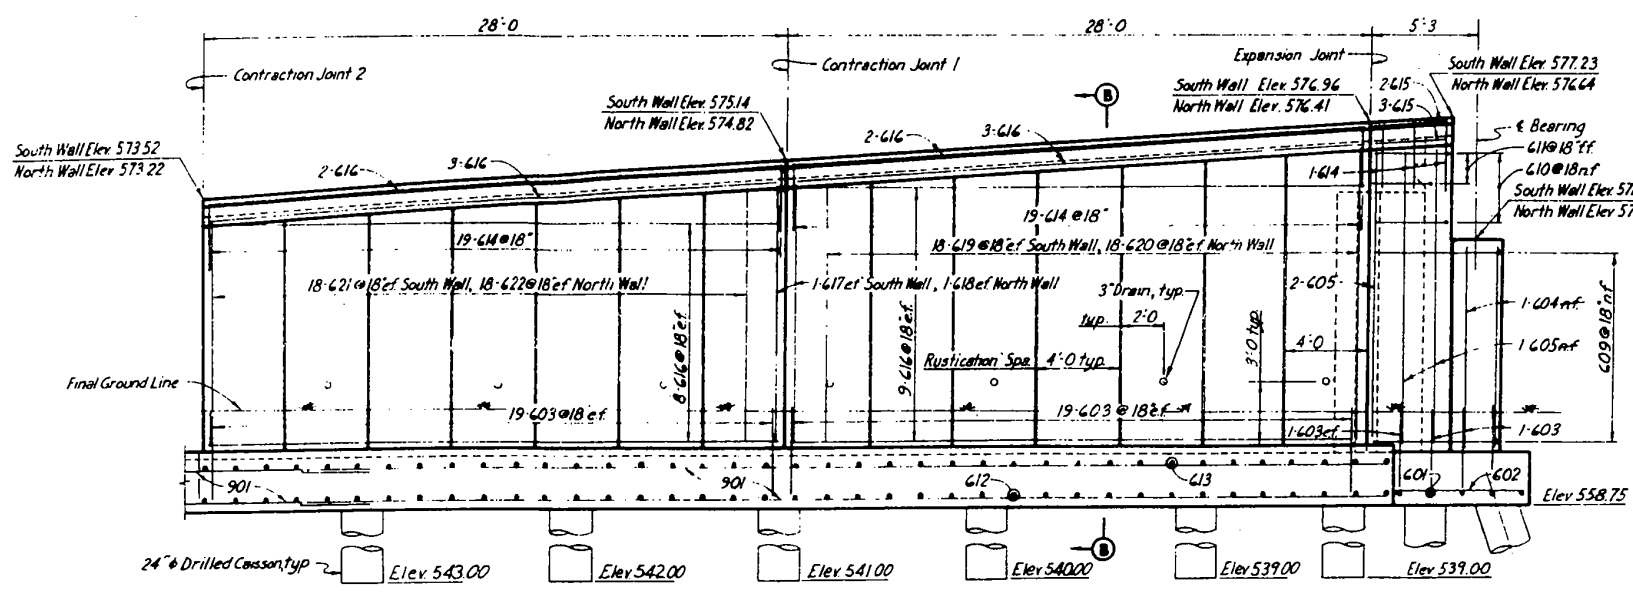 28'-0
28'-0
5'-3
Contraction Joint 2
Contraction Joint 1
Expansion Joint
South Wall Elev. 577.23
North Wall Elev. 576.64
South Wall Elev. 576.96
North Wall Elev. 576.41
2-615
3-615
South Wall Elev. 575.14
North Wall Elev. 574.82
B
2-616
3-616
℄ Bearing
611@18"ff.
610@18"nf
South Wall Elev. 573.52
North Wall Elev. 573.22
2-616
3-616
1-614
South Wall Elev. 57
North Wall Elev. 57
19-614@18"
19-614@18"
18-619@18"ef South Wall, 18-620@18"ef North Wall
18-621@18"ef South Wall, 18-622@18"ef North Wall
1-617ef South Wall, 1-618ef North Wall
3"Drain, typ.
2-605
1-604nf
typ.
2'-0
8-616@18"ef.
9-616@18"ef.
3'-0 typ.
4'-0
1-605nf
609@18"nf
Rustication Spa.
4'-0 typ.
Final Ground Line
19-603@18"ef.
19-603@18"ef.
1-603ef.
1-603
901
901
612
613
601
602
Elev 558.75
B
24"ϕ Drilled Caisson, typ
Elev. 543.00
Elev. 542.00
Elev. 541.00
Elev 540.00
Elev 539.00
Elev. 539.00